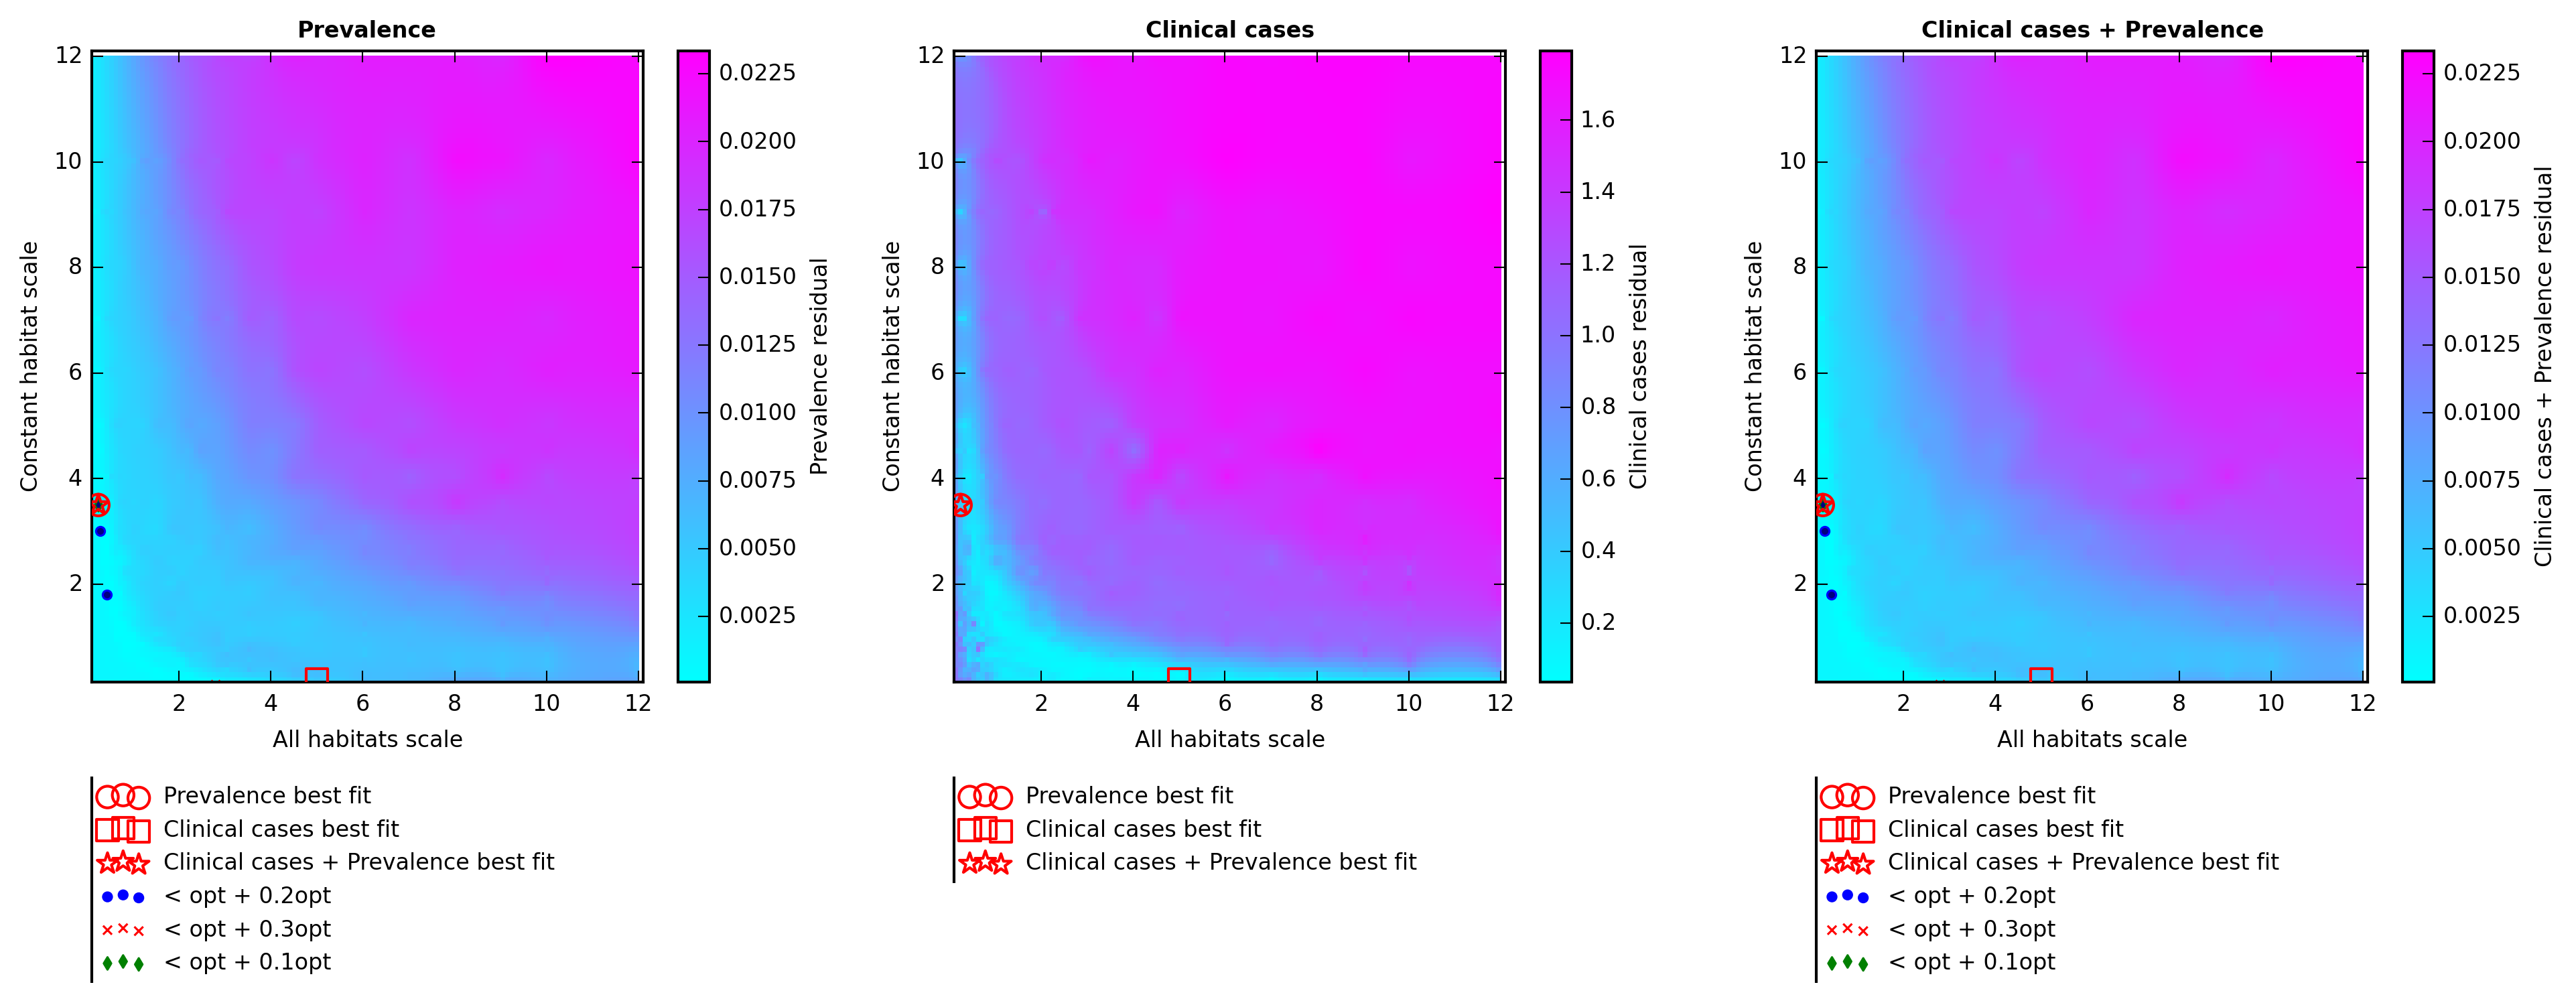 Prevalence
12
10
8
6
4
2
Constant habitat scale
2 4 6 8 10 12
All habitats scale
0.0225
0.0200
0.0175
0.0150
0.0125
0.0100
0.0075
0.0050
0.0025
Prevalence residual
Prevalence best fit
Clinical cases best fit
Clinical cases + Prevalence best fit
< opt + 0.2opt
< opt + 0.3opt
< opt + 0.1opt
Clinical cases
12
10
8
6
4
2
Constant habitat scale
2 4 6 8 10 12
All habitats scale
1.6
1.4
1.2
1.0
0.8
0.6
0.4
0.2
Clinical cases residual
Prevalence best fit
Clinical cases best fit
Clinical cases + Prevalence best fit
Clinical cases + Prevalence
12
10
8
6
4
2
Constant habitat scale
2 4 6 8 10 12
All habitats scale
0.0225
0.0200
0.0175
0.0150
0.0125
0.0100
0.0075
0.0050
0.0025
Clinical cases + Prevalence residual
Prevalence best fit
Clinical cases best fit
Clinical cases + Prevalence best fit
< opt + 0.2opt
< opt + 0.3opt
< opt + 0.1opt